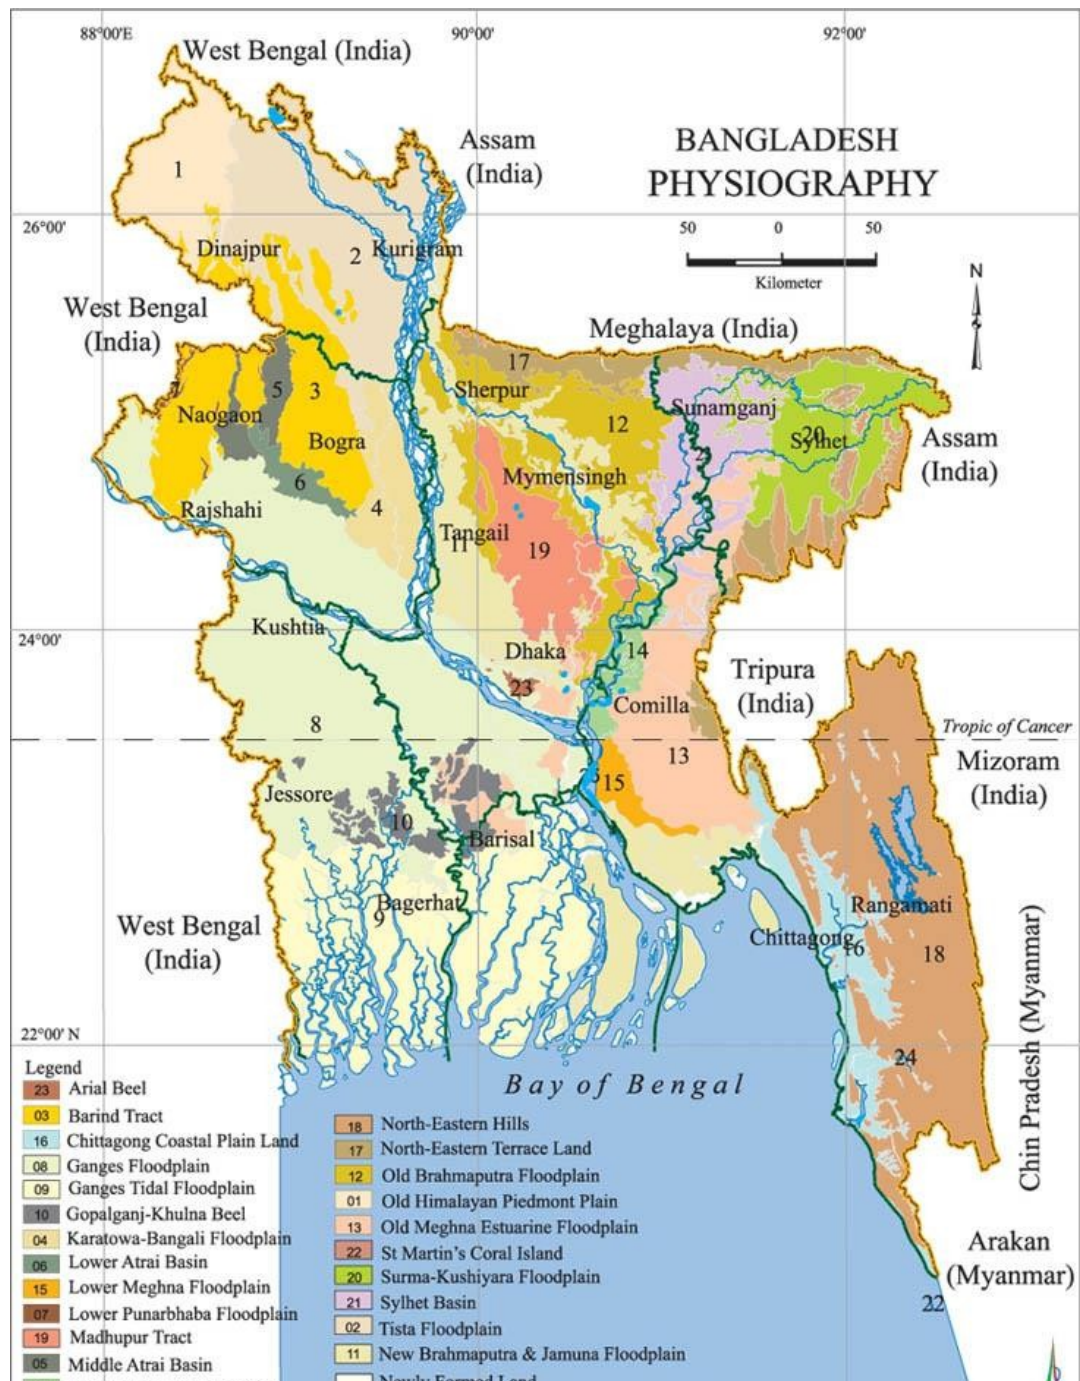 88°00'E
90°00'
92°00'
West Bengal (India)
Assam
(India)
BANGLADESH
PHYSIOGRAPHY
1
26°00'
50
0
50
Kilometer
N
Dinajpur
2
Kurigram
West Bengal
(India)
Meghalaya (India)
17
Sherpur
7
5
3
Naogaon
Sunamganj
12
20
Sylhet
Bogra
Assam
(India)
Mymensingh
6
4
Rajshahi
Tangail
11
19
Kushtia
24°00'
Dhaka
14
23
Tripura
(India)
Comilla
8
Tropic of Cancer
13
Mizoram
(India)
15
Jessore
10
Barisal
Bagerhat
9
Rangamati
West Bengal
(India)
Chittagong
16
18
Chin Pradesh (Myanmar)
22°00' N
24
Bay of Bengal
Arakan
(Myanmar)
22
Legend
23 Arial Beel
03 Barind Tract
16 Chittagong Coastal Plain Land
08 Ganges Floodplain
09 Ganges Tidal Floodplain
10 Gopalganj-Khulna Beel
04 Karatowa-Bangali Floodplain
06 Lower Atrai Basin
15 Lower Meghna Floodplain
07 Lower Punarbhaba Floodplain
19 Madhupur Tract
05 Middle Atrai Basin
18 North-Eastern Hills
17 North-Eastern Terrace Land
12 Old Brahmaputra Floodplain
01 Old Himalayan Piedmont Plain
13 Old Meghna Estuarine Floodplain
22 St Martin's Coral Island
20 Surma-Kushiyara Floodplain
21 Sylhet Basin
02 Tista Floodplain
11 New Brahmaputra & Jamuna Floodplain
Newly Formed Land